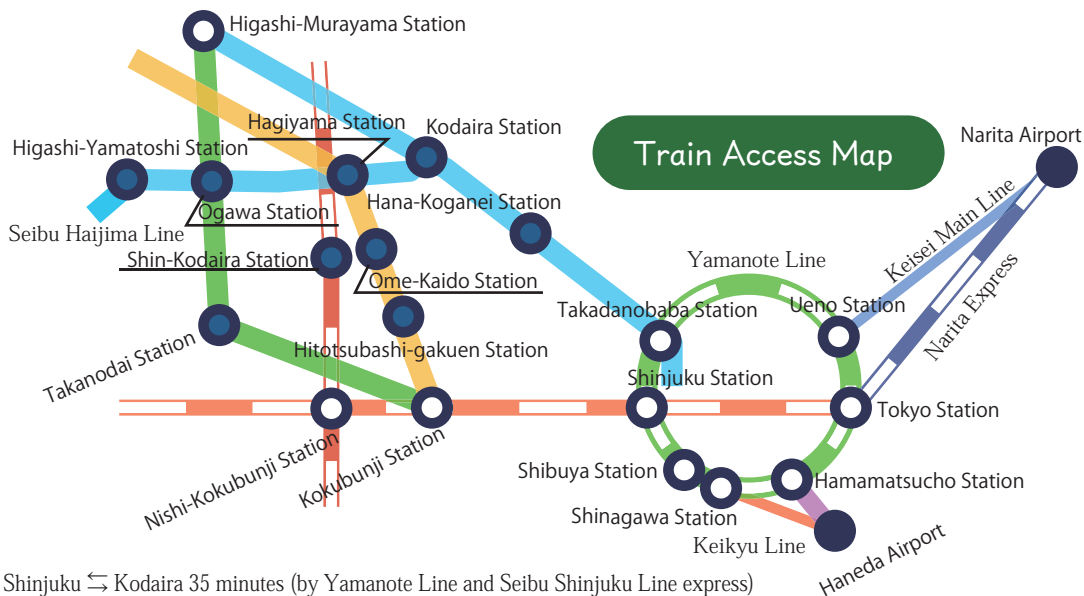 Higashi-Murayama Station
Hagiyama Station
Kodaira Station
Train Access Map
Narita Airport
Higashi-Yamatoshi Station
Ogawa Station
Hana-Koganei Station
Seibu Haijima Line
Shin-Kodaira Station
Ome-Kaido Station
Yamanote Line
Keisei Main Line
Narita Express
Takadanobaba Station
Ueno Station
Takanodai Station
Hitotsubashi-gakuen Station
Shinjuku Station
Tokyo Station
Nishi-Kokubunji Station
Kokubunji Station
Shibuya Station
Hamamatsucho Station
Shinagawa Station
Keikyu Line
Haneda Airport
Shinjuku ⇆ Kodaira 35 minutes (by Yamanote Line and Seibu Shinjuku Line express)